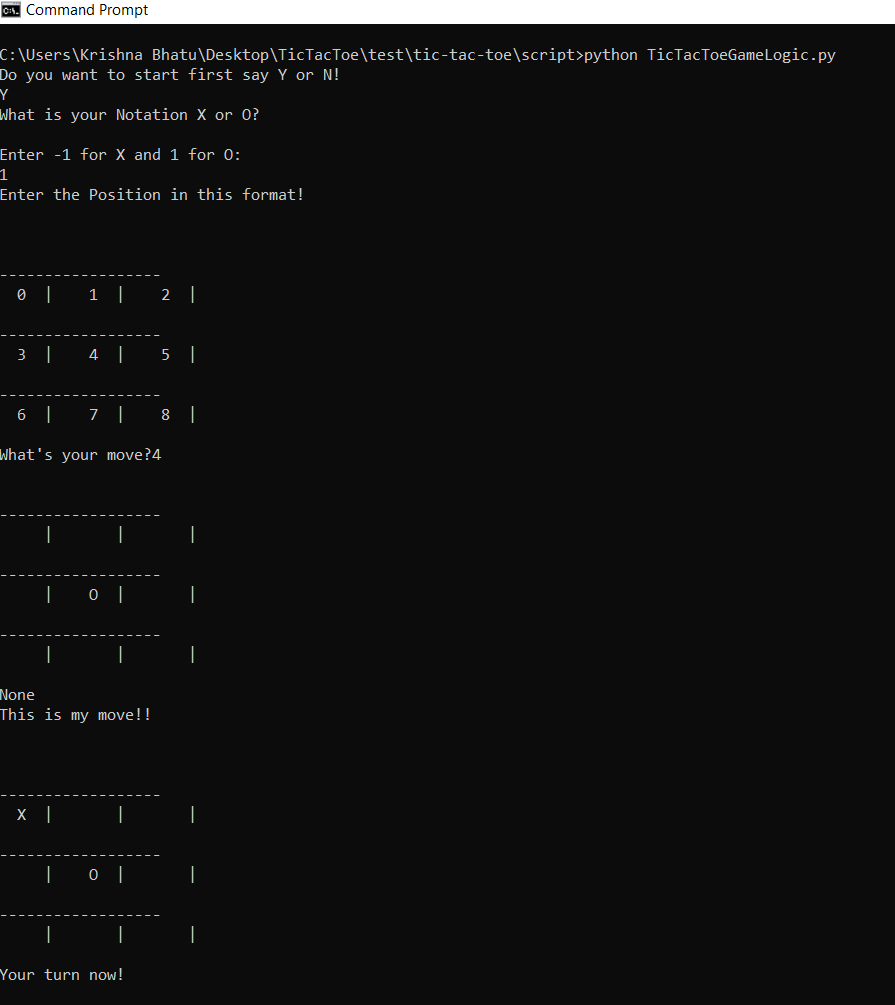 Command Prompt
C:\Users\Krishna Bhatu\Desktop\TicTacToe\test\tic-tac-toe\script>python TicTacToeGameLogic.py
Do you want to start first say Y or N!
Y
What is your Notation X or O?
Enter -1 for X and 1 for O:
1
Enter the Position in this format!
------------------
  0  |    1  |    2  |
------------------
  3  |    4  |    5  |
------------------
  6  |    7  |    8  |
What's your move?4
------------------
     |       |       |
------------------
     |    O  |       |
------------------
     |       |       |
None
This is my move!!
------------------
  X  |       |       |
------------------
     |    O  |       |
------------------
     |       |       |
Your turn now!